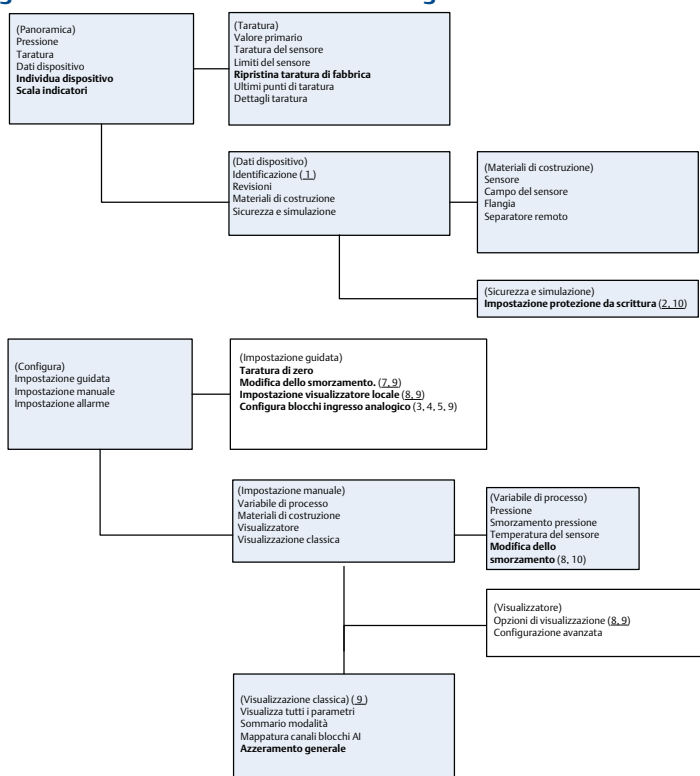 (Panoramica)
Pressione
Taratura
Dati dispositivo
Individua dispositivo
Scala indicatori
(Taratura)
Valore primario
Taratura del sensore
Limiti del sensore
Ripristina taratura di fabbrica
Ultimi punti di taratura
Dettagli taratura
(Dati dispositivo)
Identificazione (1)
Revisioni
Materiali di costruzione
Sicurezza e simulazione
(Materiali di costruzione)
Sensore
Campo del sensore
Flangia
Separatore remoto
(Sicurezza e simulazione)
Impostazione protezione da scrittura (2, 10)
(Configura)
Impostazione guidata
Impostazione manuale
Impostazione allarme
(Impostazione guidata)
Taratura di zero
Modifica dello smorzamento. (7, 9)
Impostazione visualizzatore locale (8, 9)
Configura blocchi ingresso analogico (3, 4, 5, 9)
(Impostazione manuale)
Variabile di processo
Materiali di costruzione
Visualizzatore
Visualizzazione classica
(Variabile di processo)
Pressione
Smorzamento pressione
Temperatura del sensore
Modifica dello
smorzamento (8, 10)
(Visualizzatore)
Opzioni di visualizzazione (8, 9)
Configurazione avanzata
(Visualizzazione classica) (9)
Visualizza tutti i parametri
Sommario modalità
Mappatura canali blocchi AI
Azzeramento generale